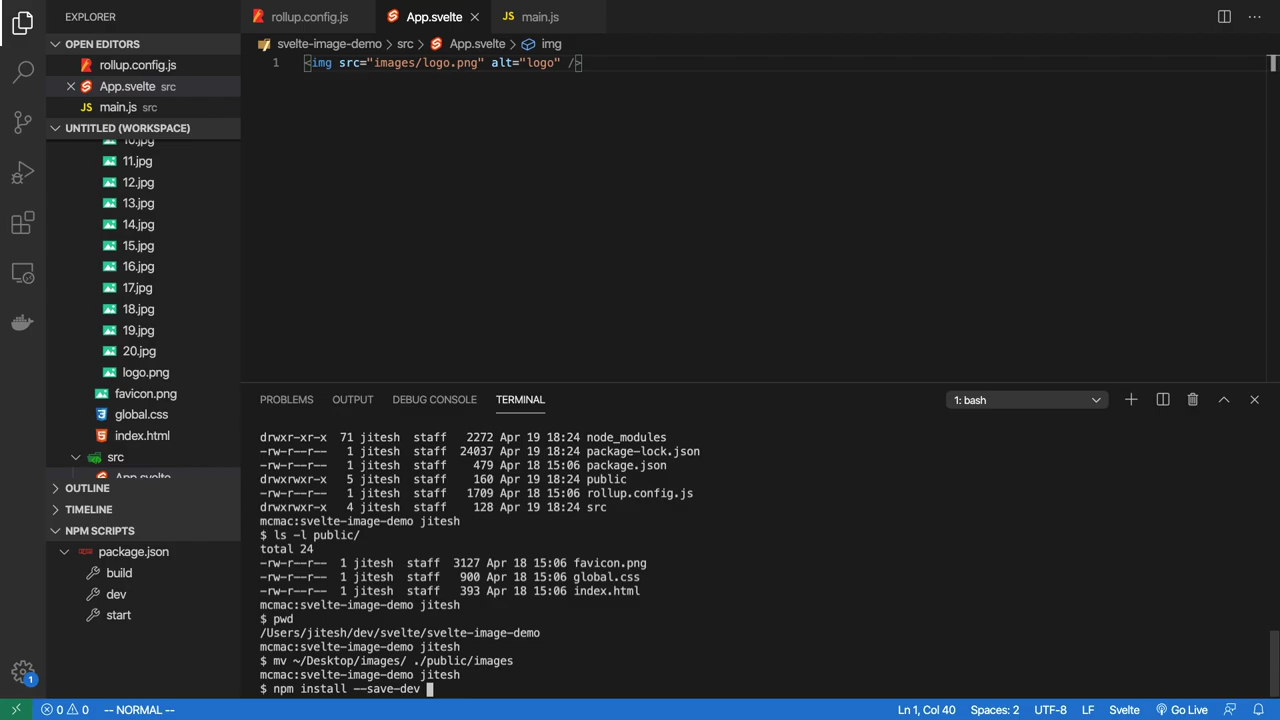 EXPLORER
OPEN EDITORS
rollup.config.js
App.svelte src
JS main.js src
UNTITLED (WORKSPACE)
10.jpg
11.jpg
12.jpg
13.jpg
14.jpg
15.jpg
16.jpg
17.jpg
18.jpg
19.jpg
20.jpg
logo.png
favicon.png
global.css
index.html
src
App.svelte
OUTLINE
TIMELINE
NPM SCRIPTS
package.json
build
dev
start
rollup.config.js
App.svelte
JS main.js
svelte-image-demo > src > App.svelte > img
1 <img src="images/logo.png" alt="logo" />
PROBLEMS OUTPUT DEBUG CONSOLE TERMINAL
1: bash
drwxr-xr-x 71 jitesh staff 2272 Apr 19 18:24 node_modules
-rw-r--r-- 1 jitesh staff 24037 Apr 19 18:24 package-lock.json
-rw-r--r-- 1 jitesh staff 479 Apr 18 15:06 package.json
drwxrwxr-x 5 jitesh staff 160 Apr 19 18:24 public
-rw-r--r-- 1 jitesh staff 1709 Apr 18 15:06 rollup.config.js
drwxrwxr-x 4 jitesh staff 128 Apr 19 18:24 src
mcmac:svelte-image-demo jitesh
$ ls -l public/
total 24
-rw-r--r-- 1 jitesh staff 3127 Apr 18 15:06 favicon.png
-rw-r--r-- 1 jitesh staff 900 Apr 18 15:06 global.css
-rw-r--r-- 1 jitesh staff 393 Apr 18 15:06 index.html
mcmac:svelte-image-demo jitesh
$ pwd
/Users/jitesh/dev/svelte/svelte-image-demo
mcmac:svelte-image-demo jitesh
$ mv ~/Desktop/images/ ./public/images
mcmac:svelte-image-demo jitesh
$ npm install --save-dev
1
0 0 -- NORMAL -- Ln 1, Col 40 Spaces: 2 UTF-8 LF Svelte Go Live